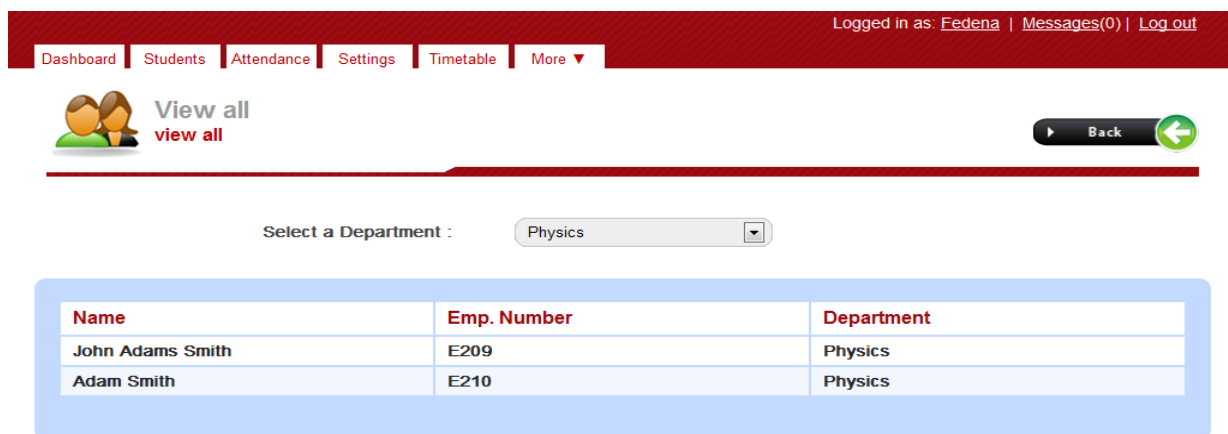 Logged in as: Fedena | Messages(0) | Log out
Dashboard Students Attendance Settings Timetable More ▼
View all
view all
Back
Select a Department : Physics
Name Emp. Number Department
John Adams Smith E209 Physics
Adam Smith E210 Physics